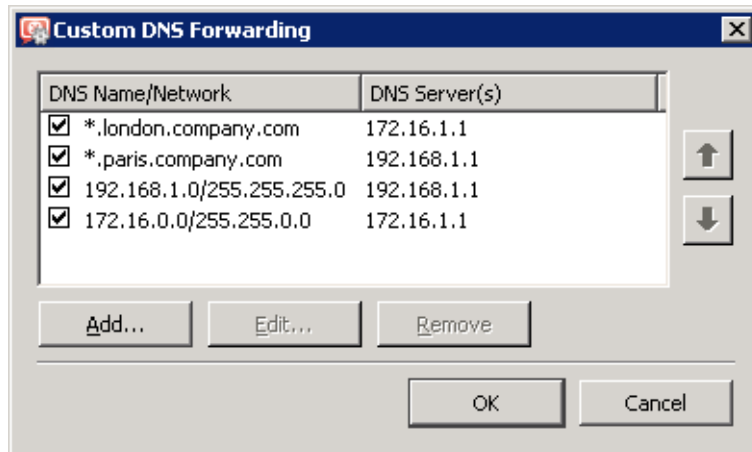 Custom DNS Forwarding
DNS Name/Network DNS Server(s)
*.london.company.com 172.16.1.1
*.paris.company.com 192.168.1.1
192.168.1.0/255.255.255.0 192.168.1.1
172.16.0.0/255.255.0.0 172.16.1.1
Add... Edit... Remove
OK Cancel